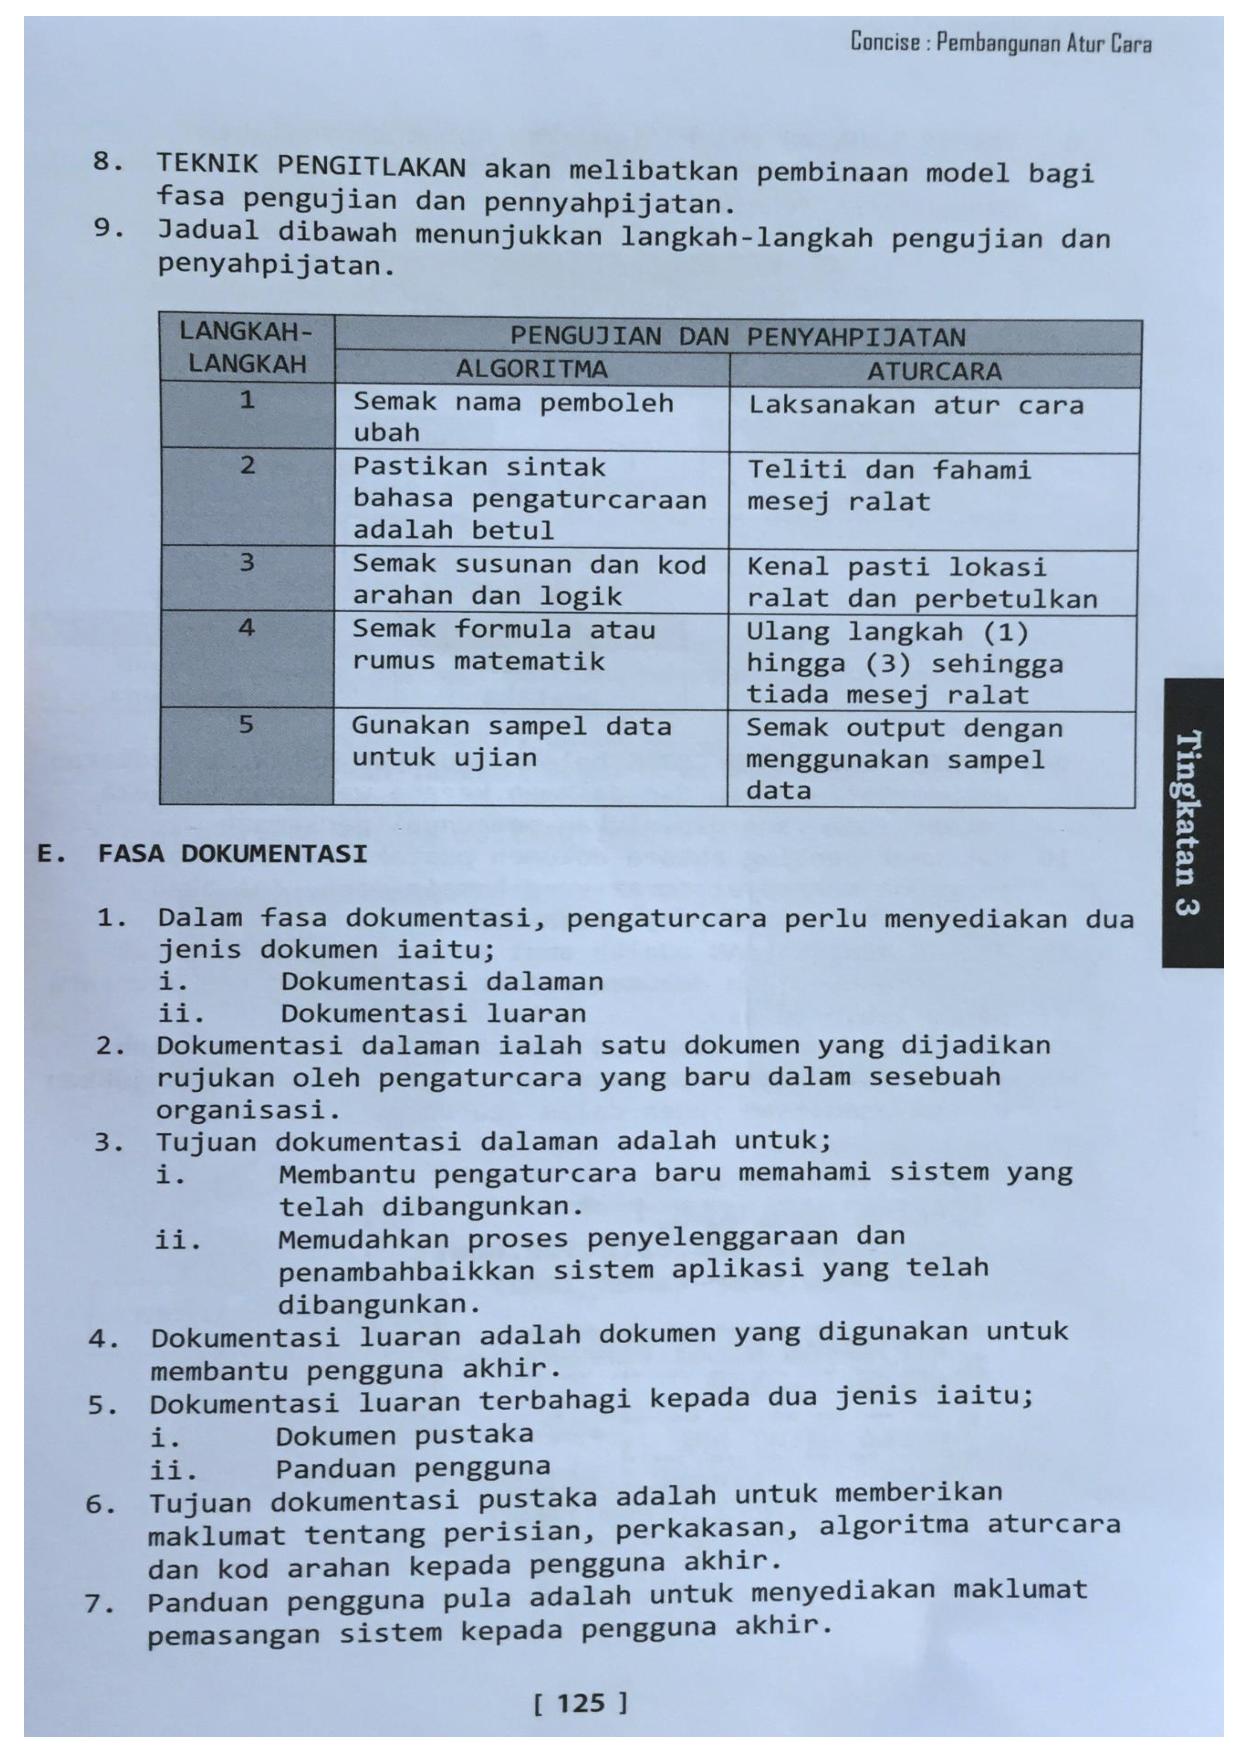 Concise : Pembangunan Atur Cara
8. TEKNIK PENGITLAKAN akan melibatkan pembinaan model bagi
fasa pengujian dan pennyahpijatan.
9. Jadual dibawah menunjukkan langkah-langkah pengujian dan
penyahpijatan.
LANGKAH-
LANGKAH
PENGUJIAN DAN PENYAHPIJATAN
ALGORITMA
ATURCARA
1
Semak nama pemboleh
ubah
Laksanakan atur cara
2
Pastikan sintak
bahasa pengaturcaraan
adalah betul
Teliti dan fahami
mesej ralat
3
Semak susunan dan kod
arahan dan logik
Kenal pasti lokasi
ralat dan perbetulkan
4
Semak formula atau
rumus matematik
Ulang langkah (1)
hingga (3) sehingga
tiada mesej ralat
5
Gunakan sampel data
untuk ujian
Semak output dengan
menggunakan sampel
data
Tingkatan 3
E. FASA DOKUMENTASI
1. Dalam fasa dokumentasi, pengaturcara perlu menyediakan dua
jenis dokumen iaitu;
i. Dokumentasi dalaman
ii. Dokumentasi luaran
2. Dokumentasi dalaman ialah satu dokumen yang dijadikan
rujukan oleh pengaturcara yang baru dalam sesebuah
organisasi.
3. Tujuan dokumentasi dalaman adalah untuk;
i. Membantu pengaturcara baru memahami sistem yang
telah dibangunkan.
ii. Memudahkan proses penyelenggaraan dan
penambahbaikkan sistem aplikasi yang telah
dibangunkan.
4. Dokumentasi luaran adalah dokumen yang digunakan untuk
membantu pengguna akhir.
5. Dokumentasi luaran terbahagi kepada dua jenis iaitu;
i. Dokumen pustaka
ii. Panduan pengguna
6. Tujuan dokumentasi pustaka adalah untuk memberikan
maklumat tentang perisian, perkakasan, algoritma aturcara
dan kod arahan kepada pengguna akhir.
7. Panduan pengguna pula adalah untuk menyediakan maklumat
pemasangan sistem kepada pengguna akhir.
[ 125 ]